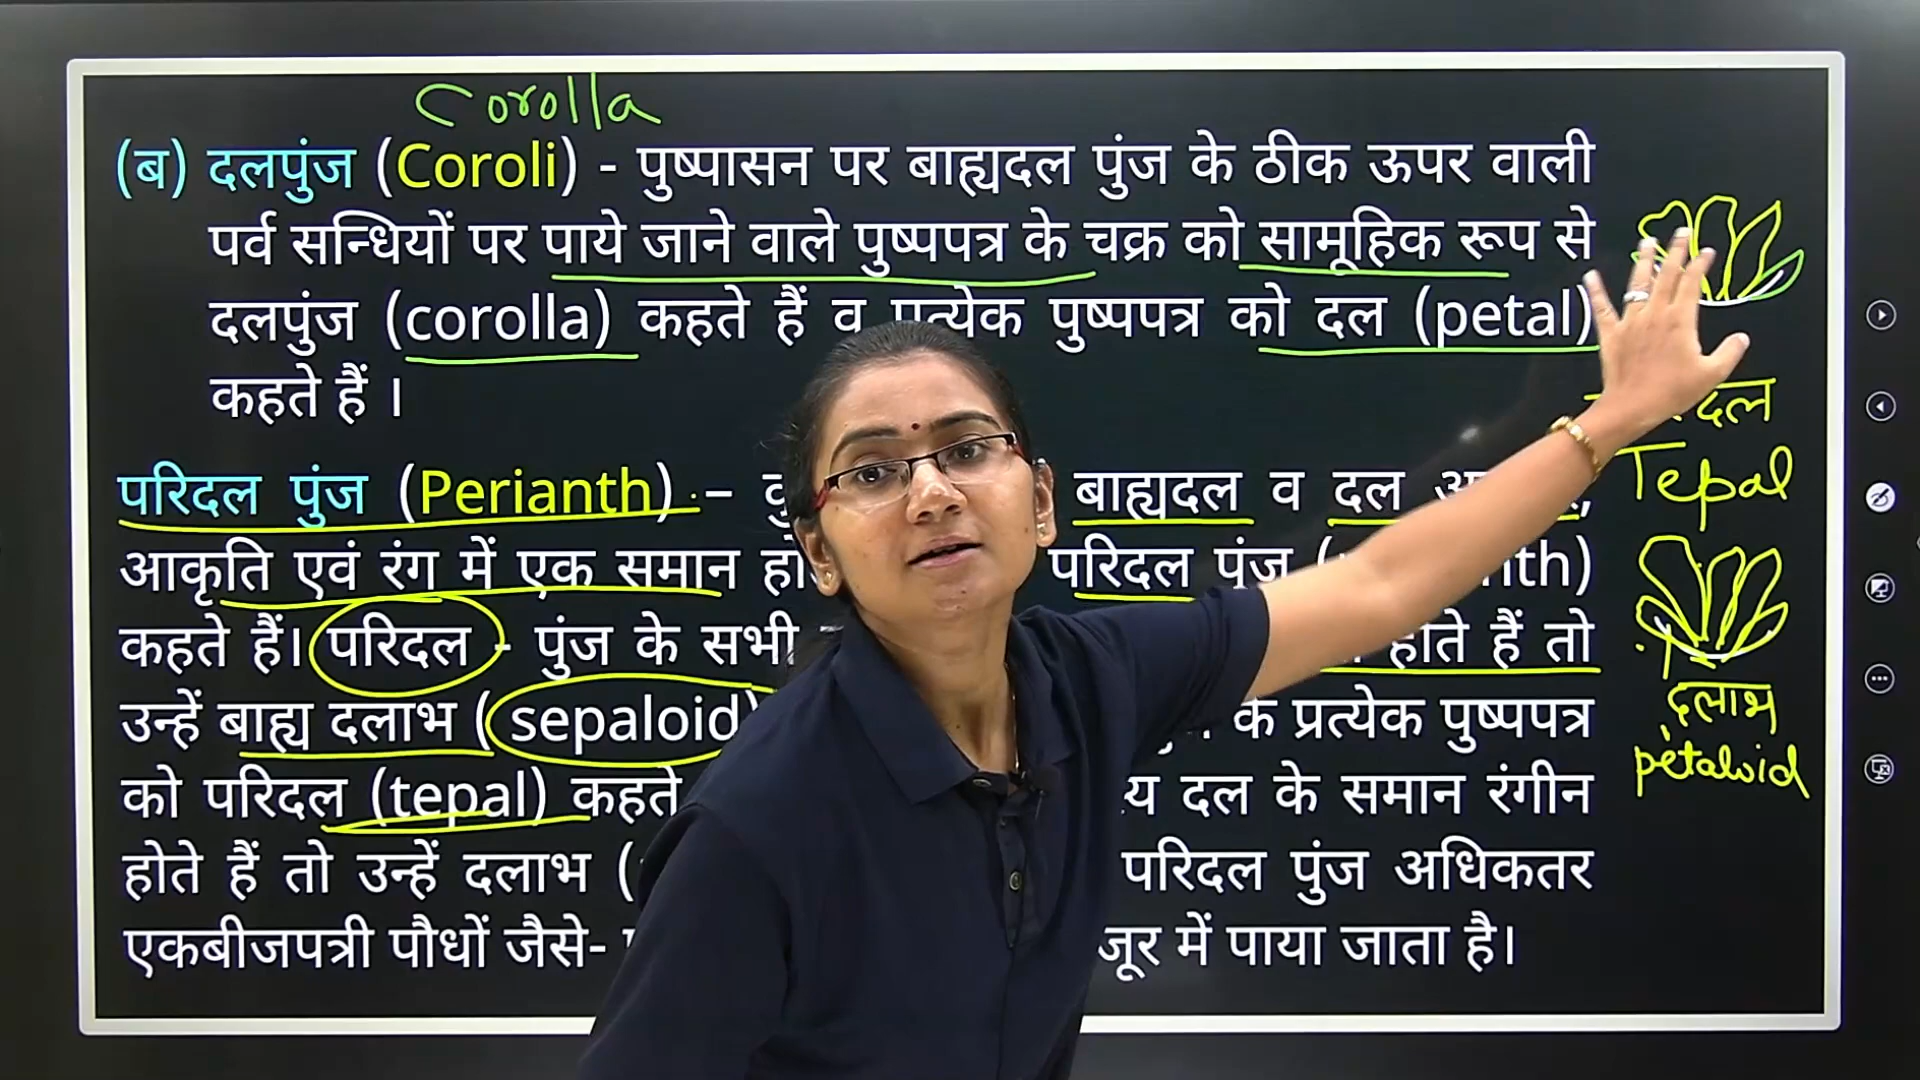 Corolla
(ब) दलपुंज (Coroli) - पुष्पासन पर बाह्यदल पुंज के ठीक ऊपर वाली
पर्व सन्धियों पर पाये जाने वाले पुष्पपत्र के चक्र को सामूहिक रूप से
दलपुंज (corolla) कहते हैं व प्रत्येक पुष्पपत्र को दल (petal)
कहते हैं ।
दल
Tepal
परिदल पुंज (Perianth) – बाह्यदल व दल
आकृति एवं रंग में एक समान परिदल पुंज
कहते हैं। परिदल - पुंज के सभी होते हैं तो
उन्हें बाह्य दलाभ (sepaloid) के प्रत्येक पुष्पपत्र
को परिदल (tepal) कहते दल के समान रंगीन
होते हैं तो उन्हें दलाभ ( परिदल पुंज अधिकतर
एकबीजपत्री पौधों जैसे- में पाया जाता है।
दलाभ
petaloid